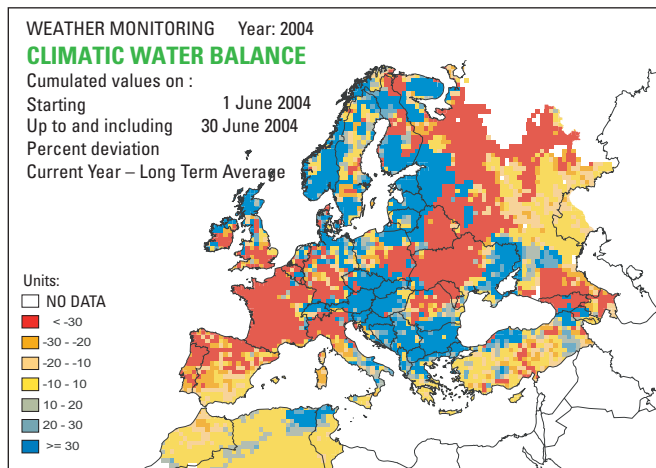 WEATHER MONITORING Year: 2004
CLIMATIC WATER BALANCE
Cumulated values on :
Starting 1 June 2004
Up to and including 30 June 2004
Percent deviation
Current Year – Long Term Average
Units:
NO DATA
< -30
-30 - -20
-20 - -10
-10 - 10
10 - 20
20 - 30
>= 30